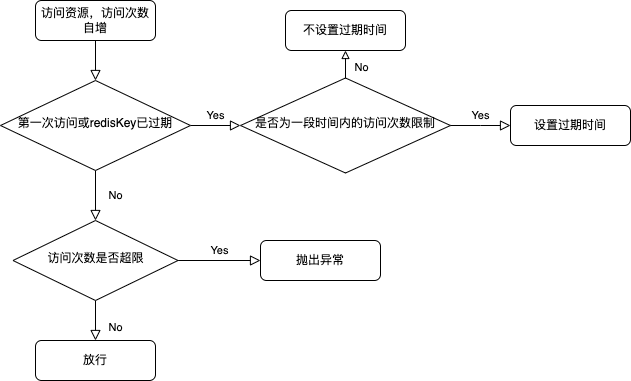 访问资源，访问次数
自增
不设置过期时间
No
第一次访问或redisKey已过期
Yes
是否为一段时间内的访问次数限制
Yes
设置过期时间
No
访问次数是否超限
Yes
抛出异常
No
放行